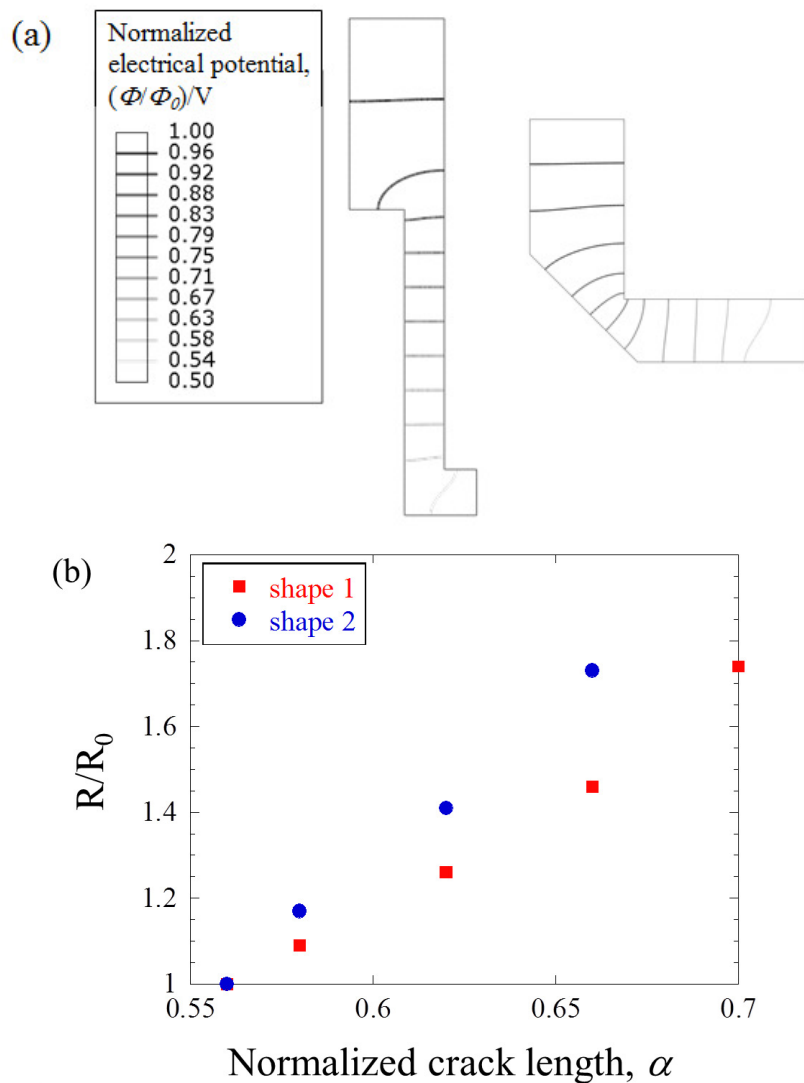 (a)
Normalized
electrical potential,
(Φ/Φ₀)/V
1.00
0.96
0.92
0.88
0.83
0.79
0.75
0.71
0.67
0.63
0.58
0.54
0.50
(b)
2
1.8
1.6
1.4
1.2
1
R/R₀
shape 1
shape 2
0.55
0.6
0.65
0.7
Normalized crack length, α